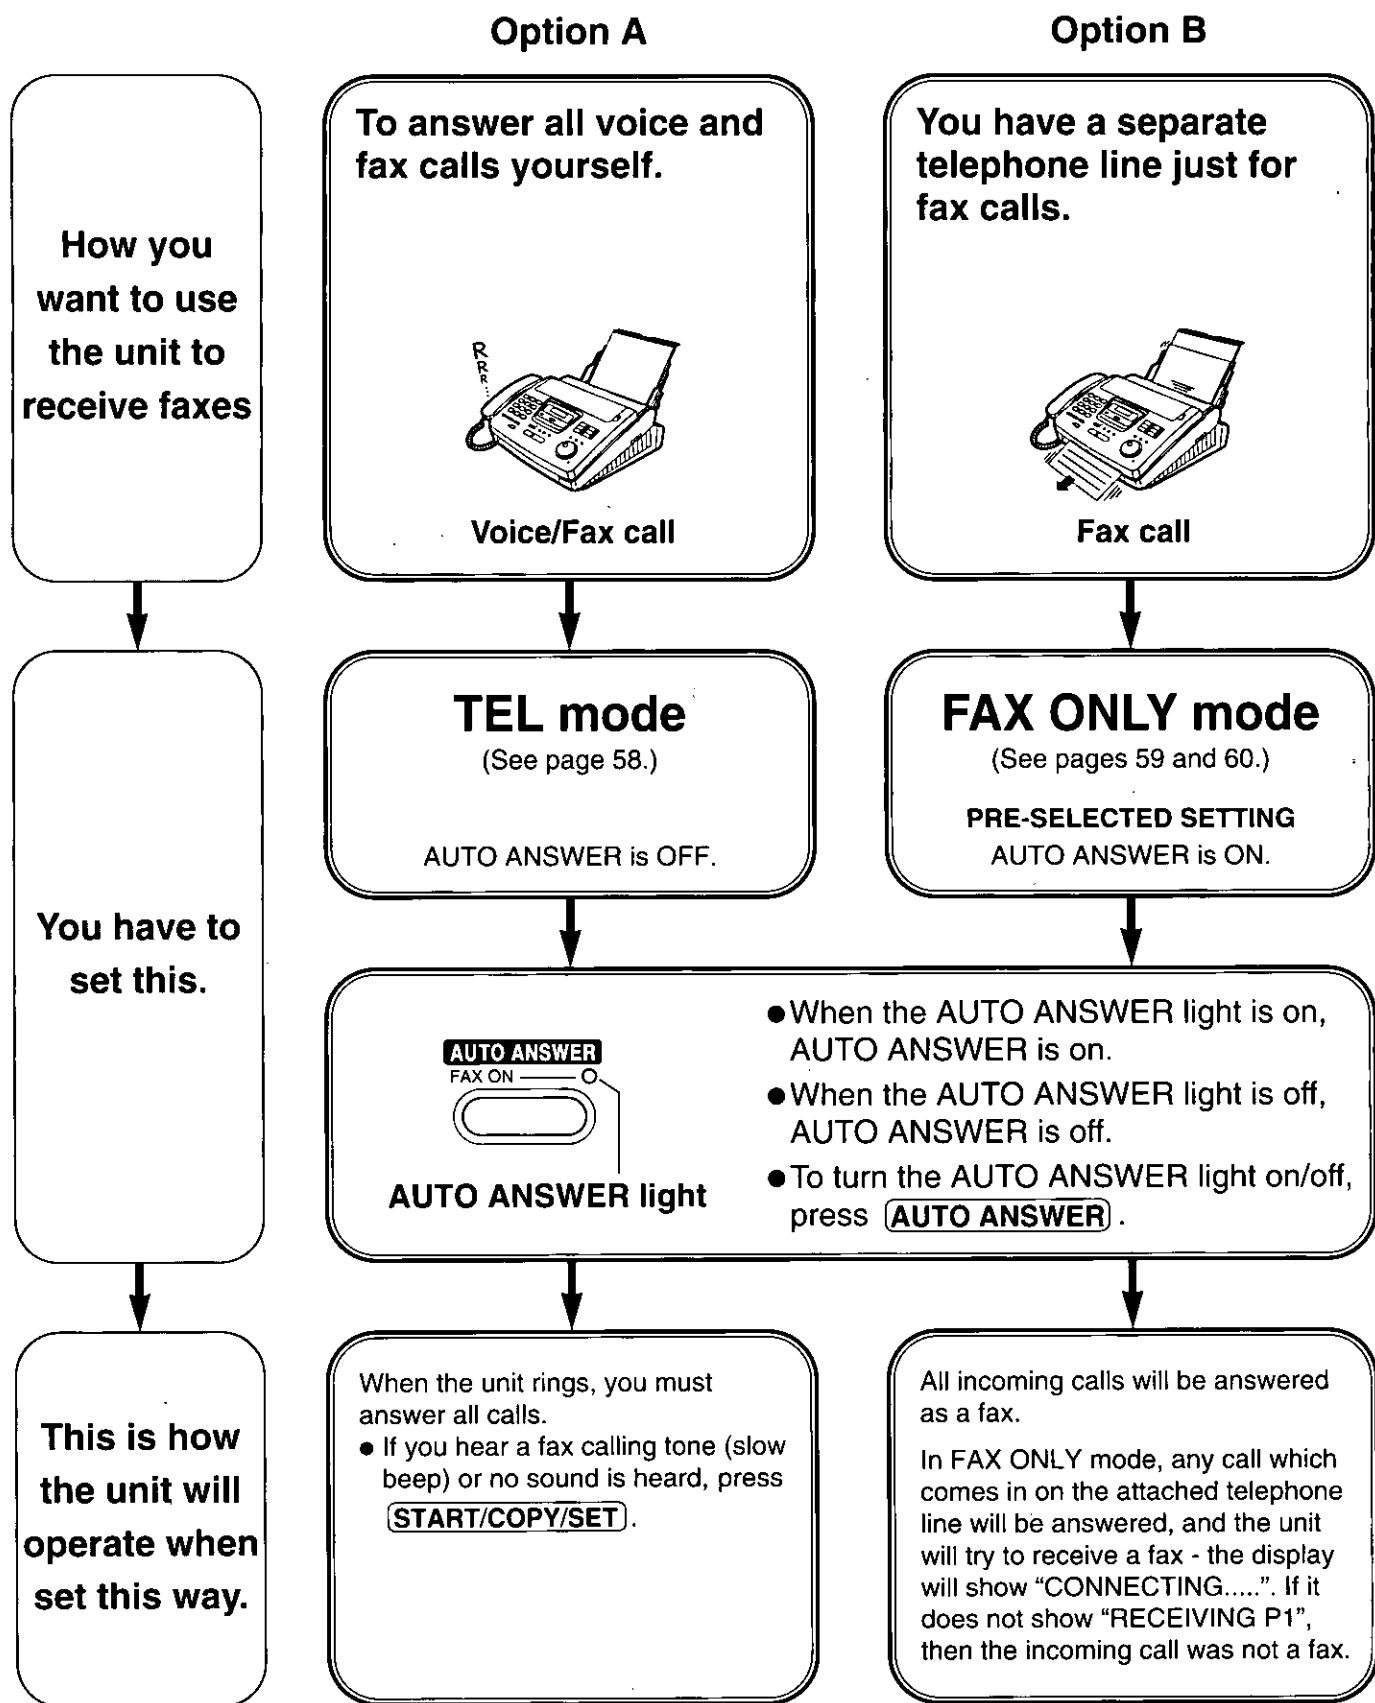 Option A
Option B
How you
want to use
the unit to
receive faxes
To answer all voice and
fax calls yourself.
R
R
R
Voice/Fax call
You have a separate
telephone line just for
fax calls.
Fax call
You have to
set this.
TEL mode
(See page 58.)
AUTO ANSWER is OFF.
FAX ONLY mode
(See pages 59 and 60.)
PRE-SELECTED SETTING
AUTO ANSWER is ON.
AUTO ANSWER
FAX ON
AUTO ANSWER light
●When the AUTO ANSWER light is on,
AUTO ANSWER is on.
●When the AUTO ANSWER light is off,
AUTO ANSWER is off.
●To turn the AUTO ANSWER light on/off,
press AUTO ANSWER.
This is how
the unit will
operate when
set this way.
When the unit rings, you must
answer all calls.
● If you hear a fax calling tone (slow
beep) or no sound is heard, press
START/COPY/SET.
All incoming calls will be answered
as a fax.
In FAX ONLY mode, any call which
comes in on the attached telephone
line will be answered, and the unit
will try to receive a fax - the display
will show “CONNECTING.....”. If it
does not show “RECEIVING P1”,
then the incoming call was not a fax.